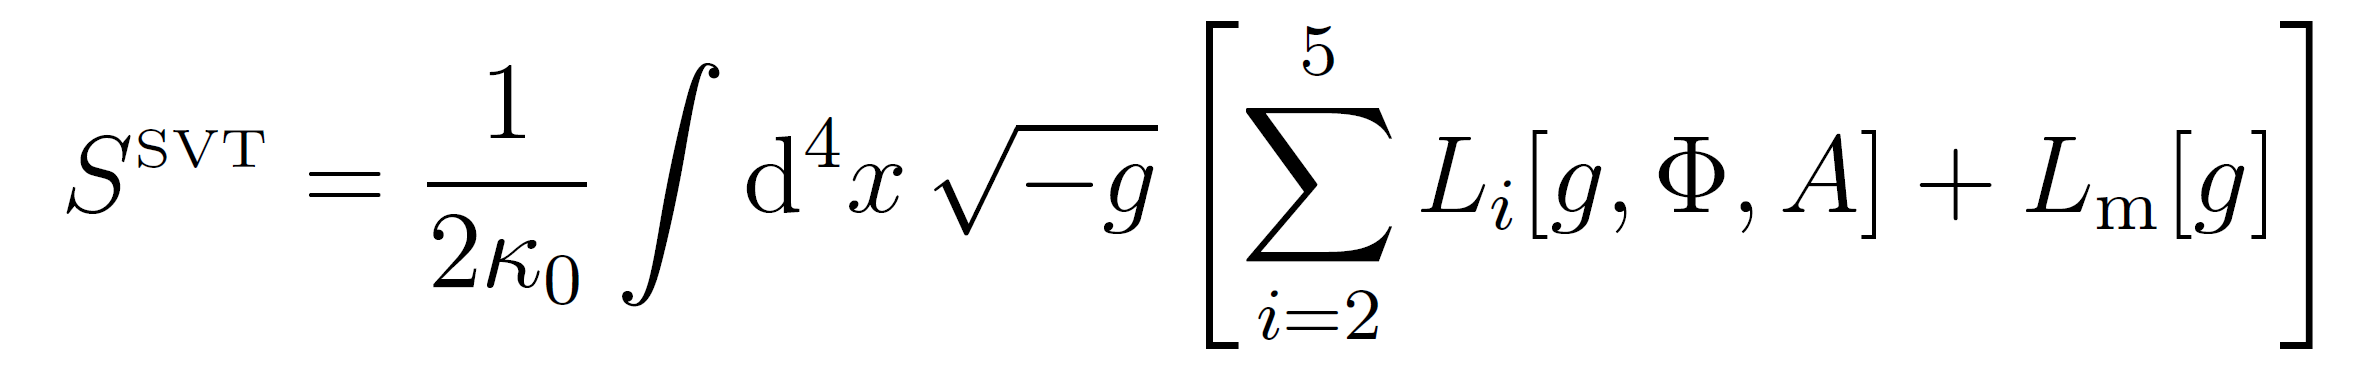 S^{SVT} = \frac{1}{2\kappa_0} \int d^4x \sqrt{-g} \left[ \sum_{i=2}^{5} L_i[g, \Phi, A] + L_m[g] \right]